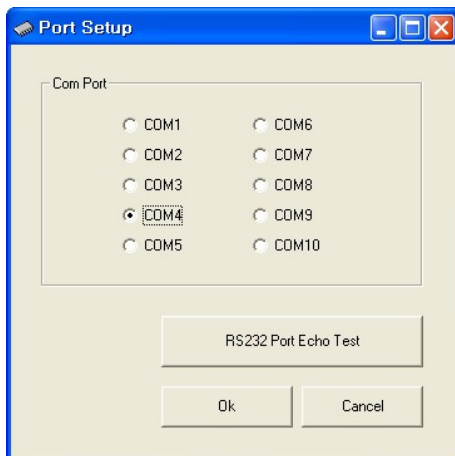 Port Setup
Com Port
COM1
COM2
COM3
COM4
COM5
COM6
COM7
COM8
COM9
COM10
RS232 Port Echo Test
Ok
Cancel